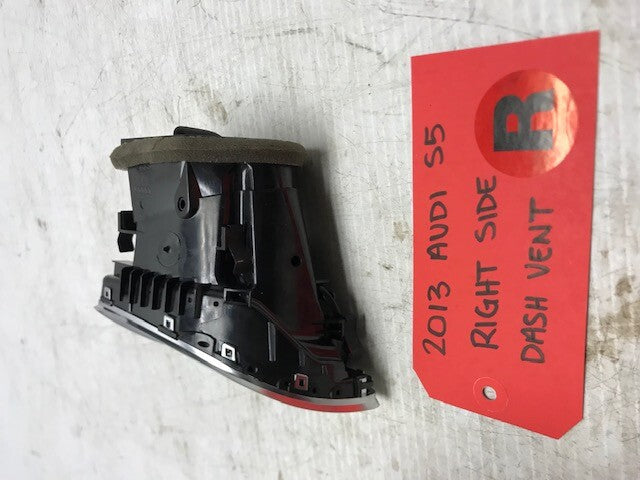 2013 AUDI S5
RIGHT SIDE
DASH VENT
R